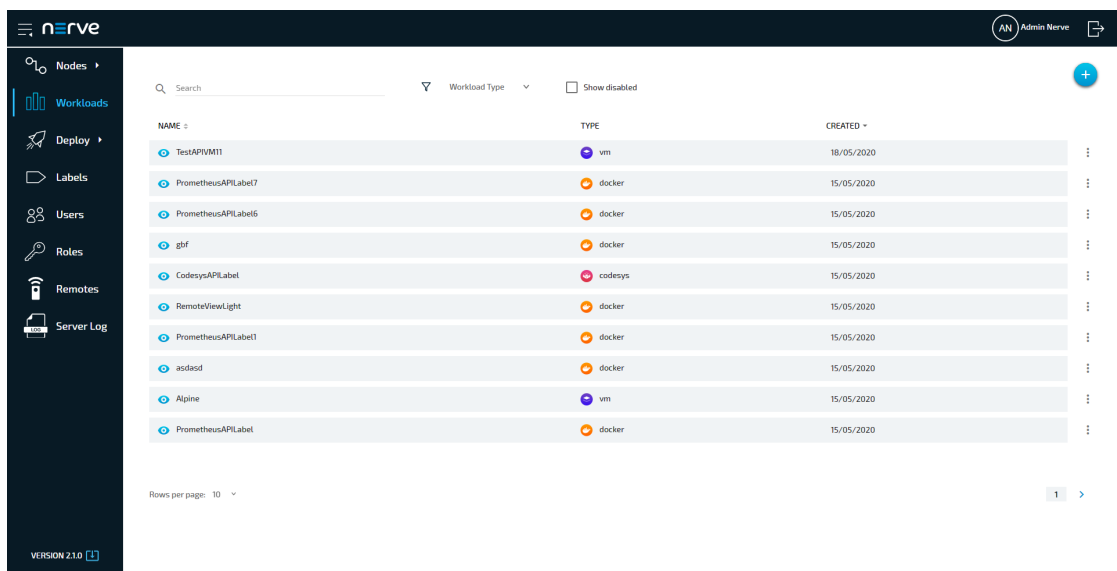 nerve
AN Admin Nerve
Nodes
Workloads
Deploy
Labels
Users
Roles
Remotes
LOG Server Log
VERSION 2.1.0
Search Workload Type Show disabled +
NAME TYPE CREATED
TestAPIVM11 vm 18/05/2020
PrometheusAPILabel7 docker 15/05/2020
PrometheusAPILabel6 docker 15/05/2020
gbf docker 15/05/2020
CodesysAPILabel codesys 15/05/2020
RemoteViewLight docker 15/05/2020
PrometheusAPILabel1 docker 15/05/2020
asdasd docker 15/05/2020
Alpine vm 15/05/2020
PrometheusAPILabel docker 15/05/2020
Rows per page: 10 1